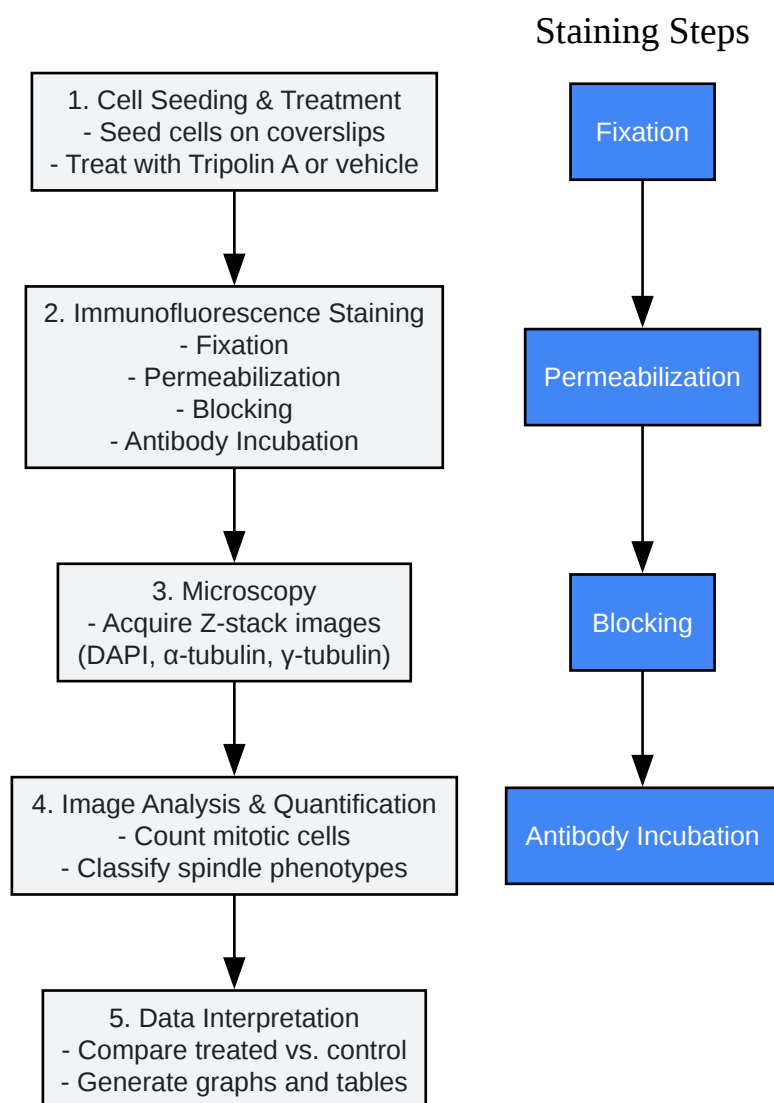 1. Cell Seeding & Treatment
- Seed cells on coverslips
- Treat with Tripolin A or vehicle
2. Immunofluorescence Staining
- Fixation
- Permeabilization
- Blocking
- Antibody Incubation
3. Microscopy
- Acquire Z-stack images
(DAPI, α-tubulin, γ-tubulin)
4. Image Analysis & Quantification
- Count mitotic cells
- Classify spindle phenotypes
5. Data Interpretation
- Compare treated vs. control
- Generate graphs and tables
Staining Steps
Fixation
Permeabilization
Blocking
Antibody Incubation